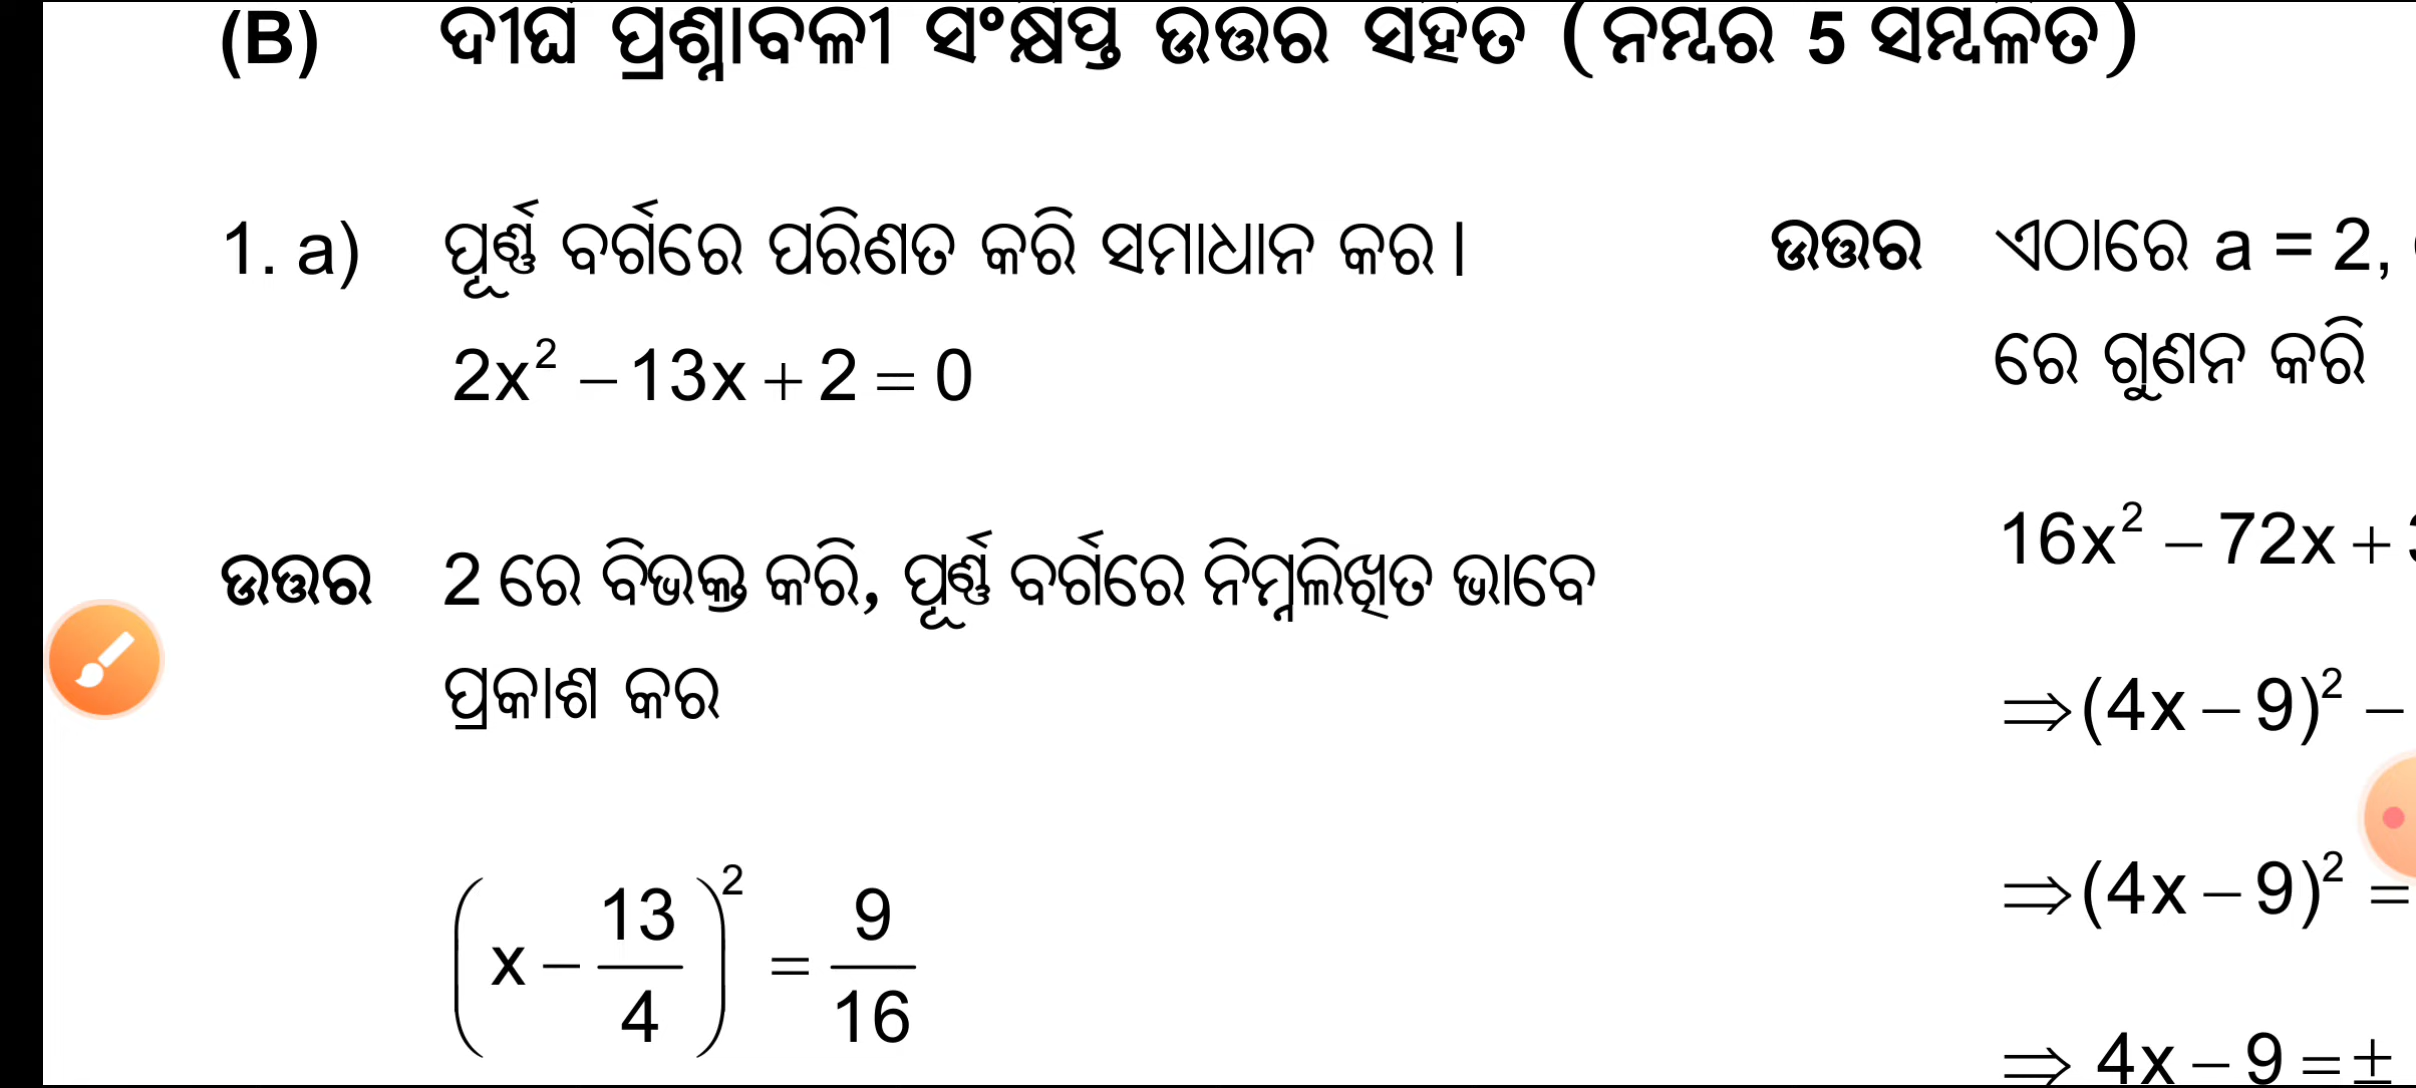 (B) ଦୀର୍ଘ ପ୍ରଶ୍ନାବଳୀ ସଂକ୍ଷିପ୍ତ ଉତ୍ତର ସହିତ (ନମ୍ବର 5 ସମ୍ବଳିତ)
1. a) ପୂର୍ଣ୍ଣ ବର୍ଗରେ ପରିଣତ କରି ସମାଧାନ କର |
2x² − 13x + 2 = 0
ଉତ୍ତର 2 ରେ ବିଭକ୍ତ କରି, ପୂର୍ଣ୍ଣ ବର୍ଗରେ ନିମ୍ନଲିଖିତ ଭାବେ
ପ୍ରକାଶ କର
(x − 13/4)² = 9/16
ଉତ୍ତର ଏଠାରେ a = 2,
ରେ ଗୁଣନ କରି
16x² − 72x +
⇒ (4x − 9)² −
⇒ (4x − 9)² =
⇒ 4x − 9 = ±